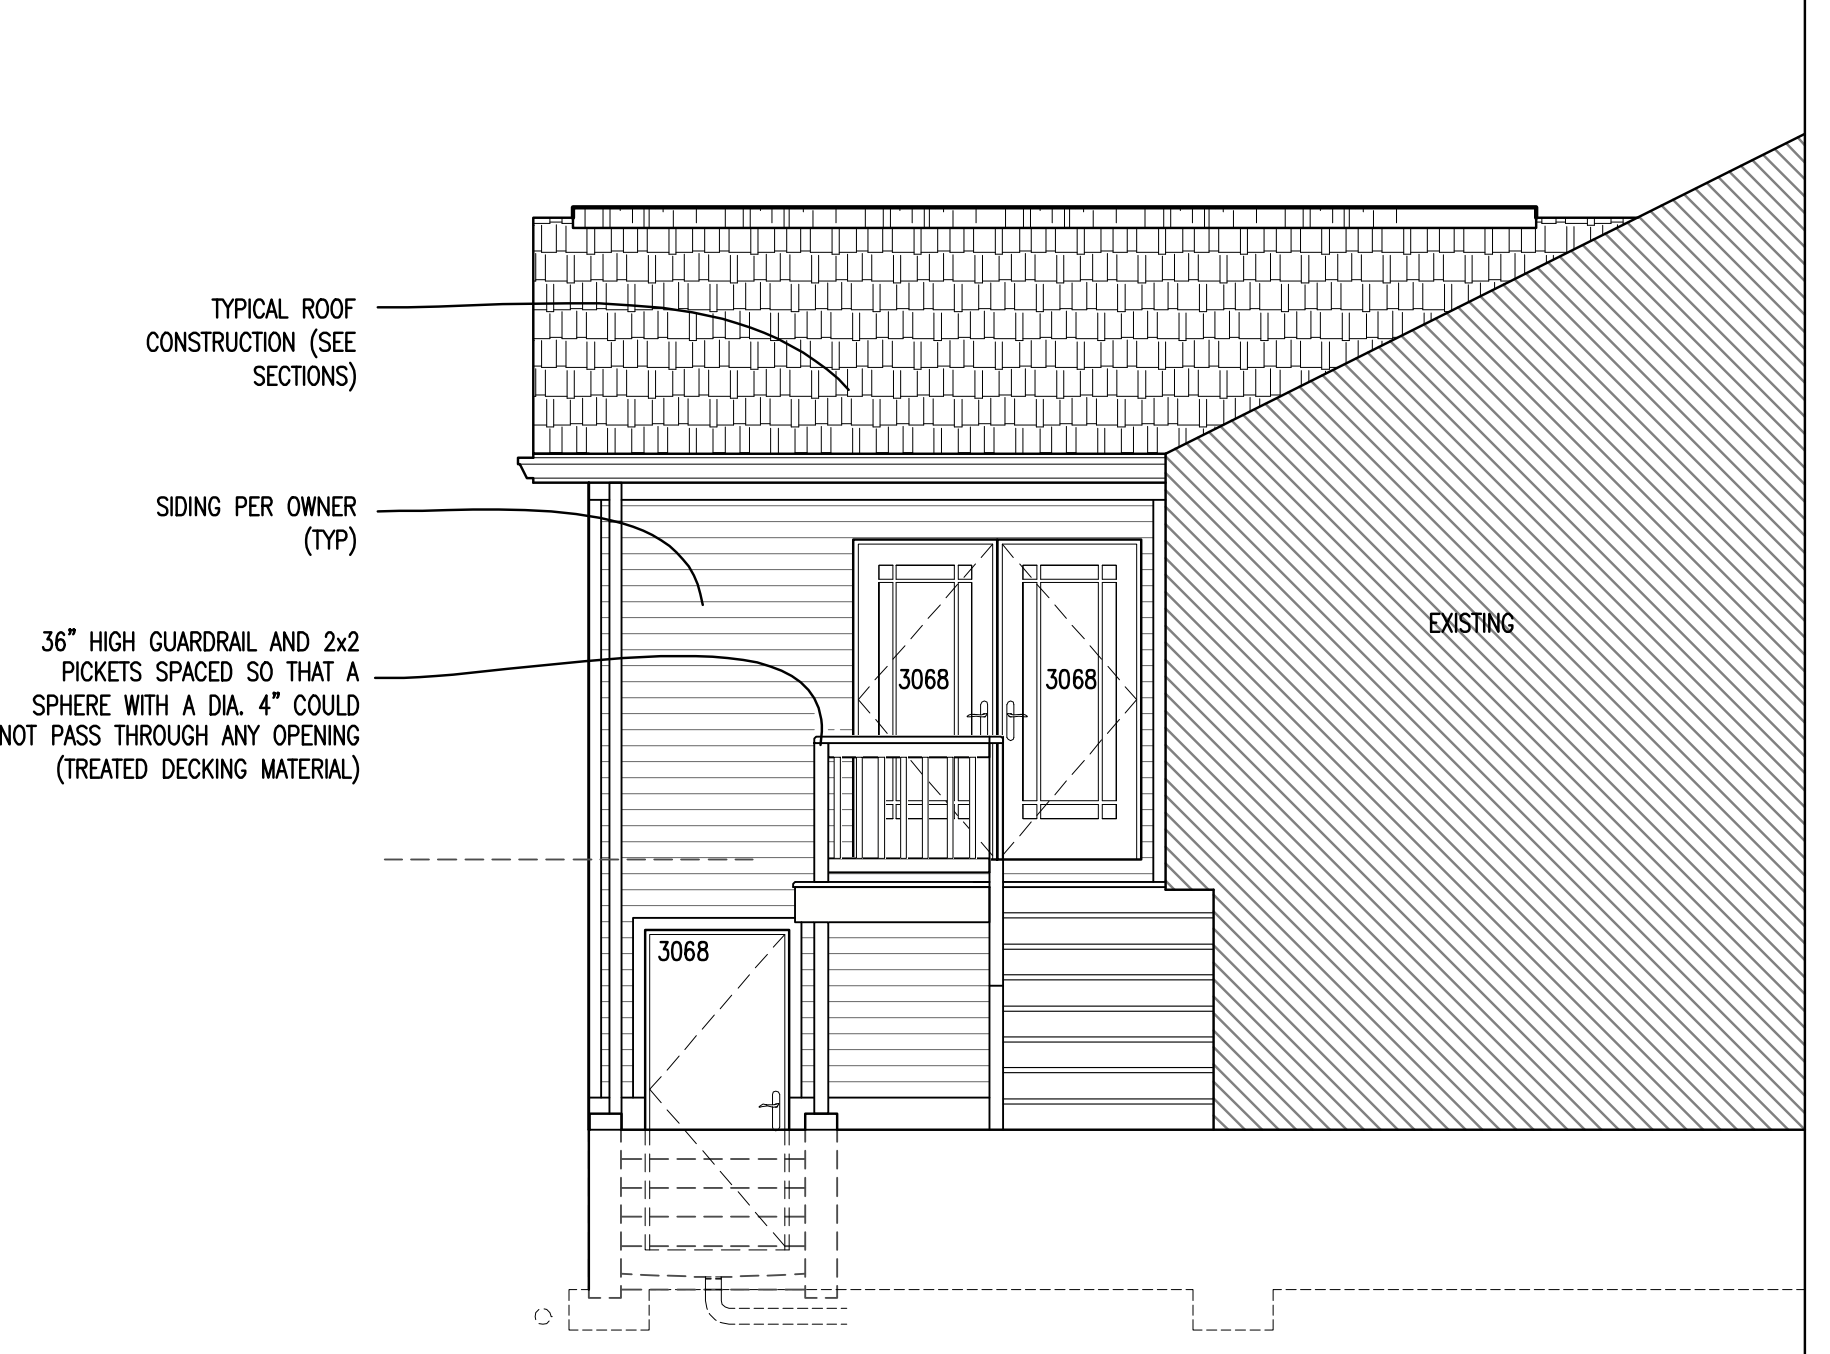 TYPICAL ROOF
CONSTRUCTION (SEE
SECTIONS)
SIDING PER OWNER
(TYP)
36" HIGH GUARDRAIL AND 2x2
PICKETS SPACED SO THAT A
SPHERE WITH A DIA. 4" COULD
NOT PASS THROUGH ANY OPENING
(TREATED DECKING MATERIAL)
EXISTING
3068
3068
3068